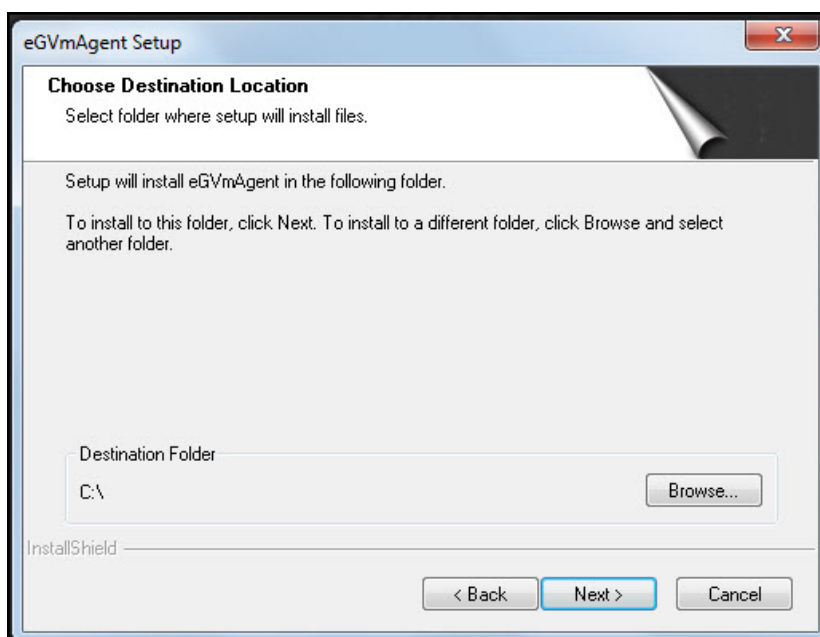 eGVmAgent Setup
Choose Destination Location
Select folder where setup will install files.
Setup will install eGVmAgent in the following folder.
To install to this folder, click Next. To install to a different folder, click Browse and select
another folder.
Destination Folder
C:\
Browse...
InstallShield
< Back
Next >
Cancel